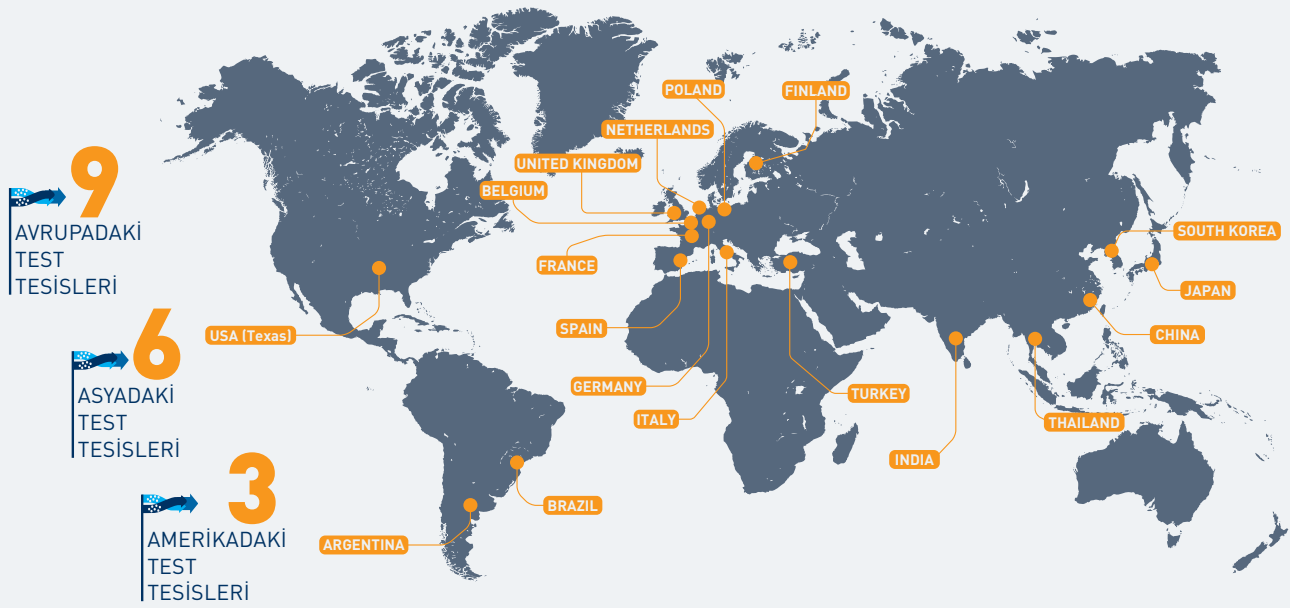 9
AVRUPADAKİ
TEST
TESİSLERİ
6
ASYADAKİ
TEST
TESİSLERİ
3
AMERİKADAKİ
TEST
TESİSLERİ
POLAND
FINLAND
NETHERLANDS
UNITED KINGDOM
BELGIUM
FRANCE
SOUTH KOREA
JAPAN
USA (Texas)
SPAIN
CHINA
GERMANY
TURKEY
ITALY
THAILAND
INDIA
BRAZIL
ARGENTINA